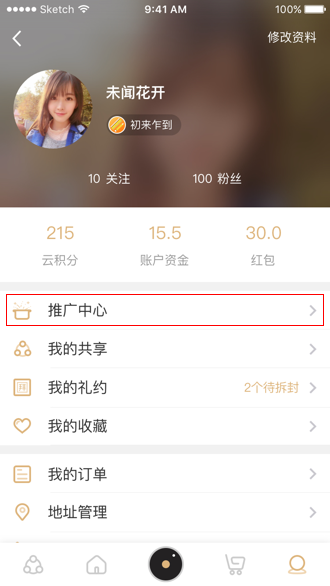 Sketch 9:41 AM 100%
修改资料
未闻花开
初来乍到
10 关注 100 粉丝
215 15.5 30.0
云积分 账户资金 红包
推广中心
我的共享
我的礼约 2个待拆封
我的收藏
我的订单
地址管理